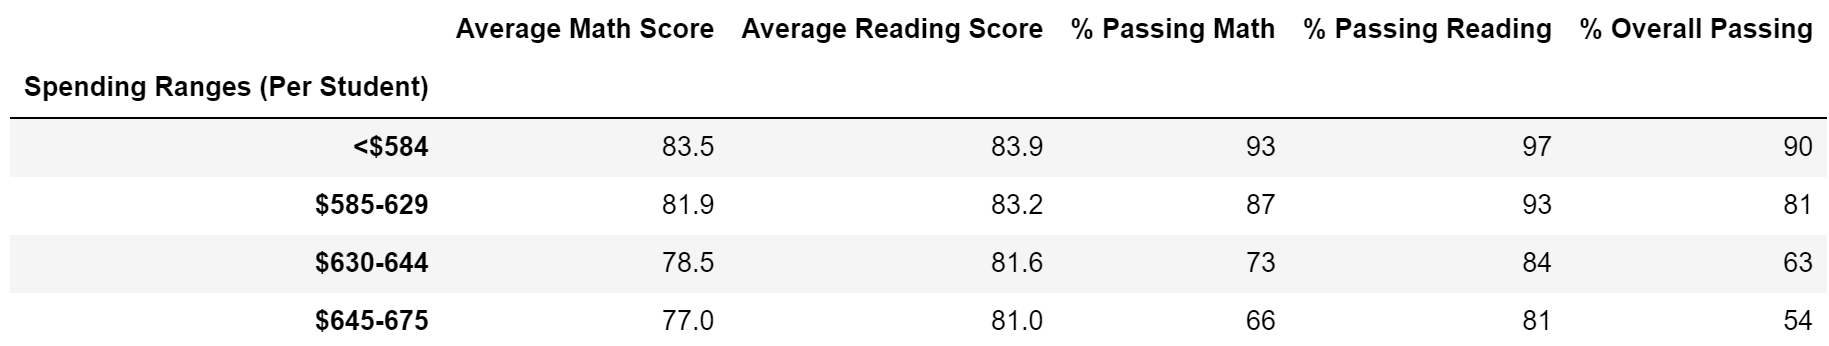 Average Math Score Average Reading Score % Passing Math % Passing Reading % Overall Passing
Spending Ranges (Per Student)
<$584 83.5 83.9 93 97 90
$585-629 81.9 83.2 87 93 81
$630-644 78.5 81.6 73 84 63
$645-675 77.0 81.0 66 81 54